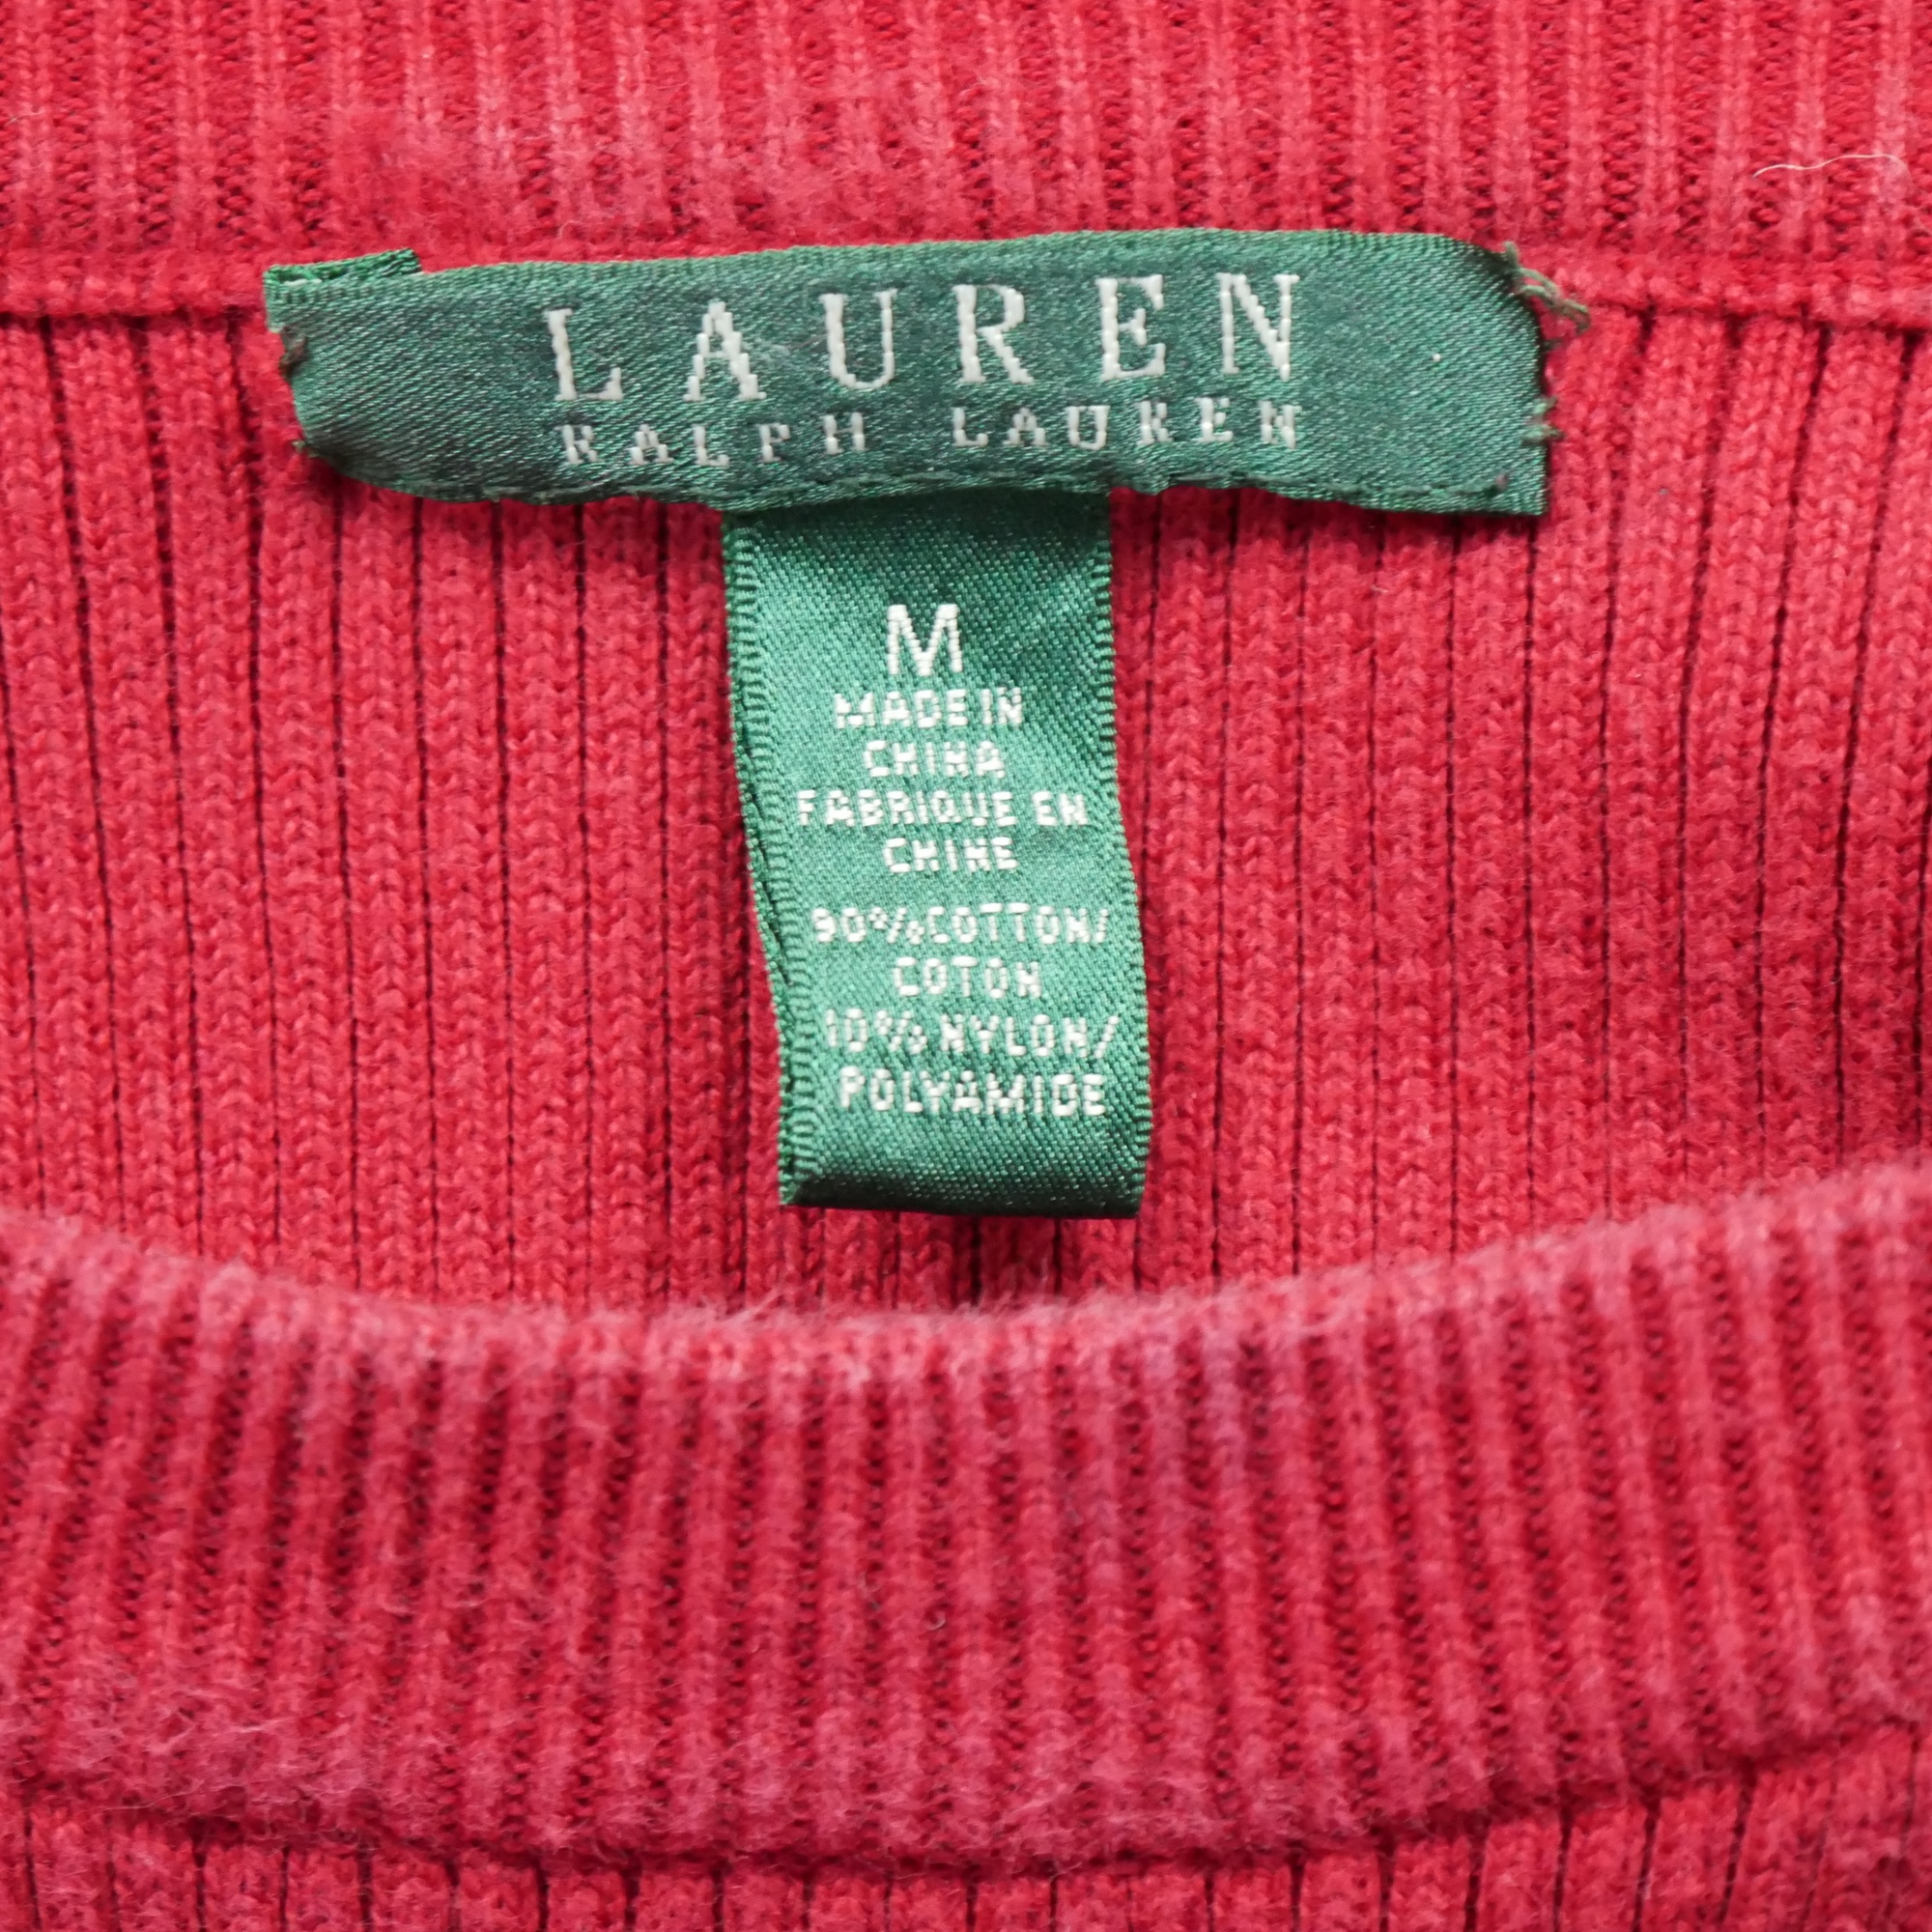 LAUREN
RALPH LAUREN
M
MADE IN
CHINA
FABRIQUE EN
CHINE
90% COTTON/
COTON
10% NYLON/
POLYAMIDE